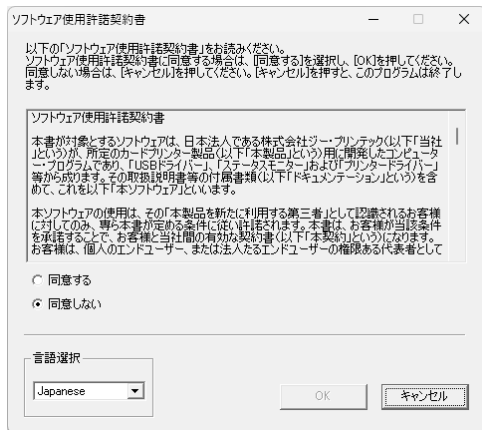 ソフトウェア使用許諾契約書
以下の「ソフトウェア使用許諾契約書」をお読みください。
ソフトウェア使用許諾契約書に同意する場合は、[同意する]を選択し、[OK]を押してください。
同意しない場合は、[キャンセル]を押してください。[キャンセル]を押すと、このプログラムは終了し
ます。
ソフトウェア使用許諾契約書
本書が対象とするソフトウェアは、日本法人である株式会社ジー・プリンテック(以下「当社
」という)が、所定のカードプリンター製品(以下「本製品」という)用に開発したコンピュータ
ー・プログラムであり、「USBドライバー」、「ステータスモニター」および「プリンタードライバー」
等から成ります。その取扱説明書等の付属書類(以下「ドキュメンテーション」という)を含
めて、これを以下「本ソフトウェア」といいます。
本ソフトウェアの使用は、その「本製品を新たに利用する第三者」として認識されるお客様
に対してのみ、専ら本書が定める条件に従い許諾されます。本書は、お客様が当該条件
を承諾することで、お客様と当社間の有効な契約書(以下「本契約」という)になります。
お客様は、個人のエンドユーザー、または法人たるエンドユーザーの権限ある代表者として
同意する
同意しない
言語選択
Japanese
OK
キャンセル